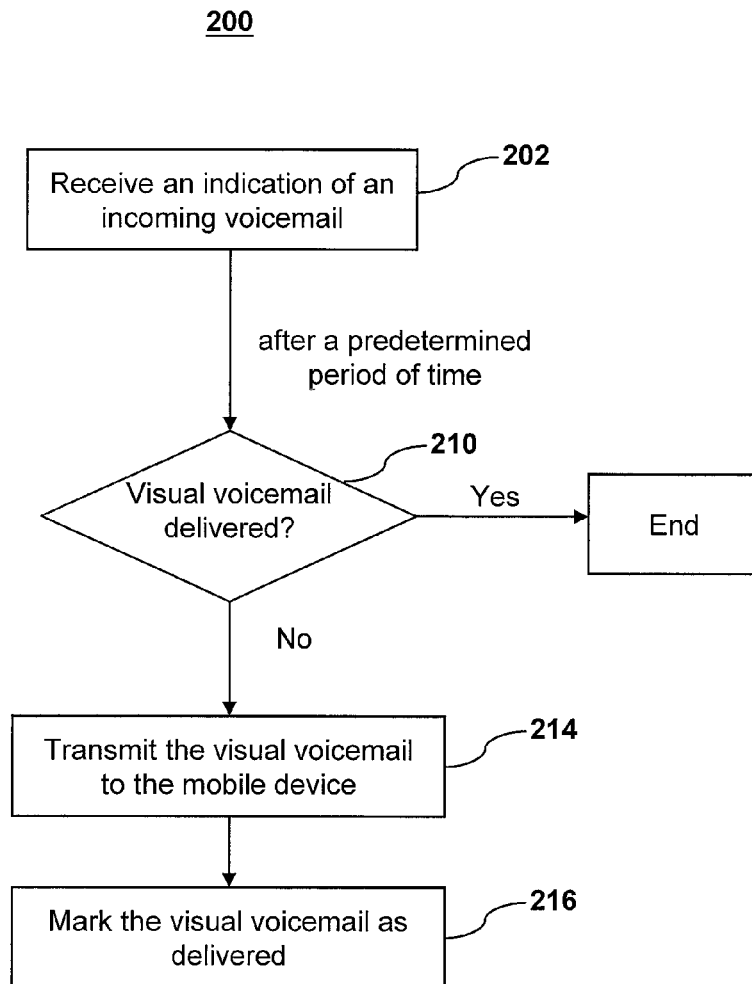 200
202
Receive an indication of an
incoming voicemail
after a predetermined
period of time
210
Visual voicemail
delivered?
Yes
End
No
214
Transmit the visual voicemail
to the mobile device
216
Mark the visual voicemail as
delivered